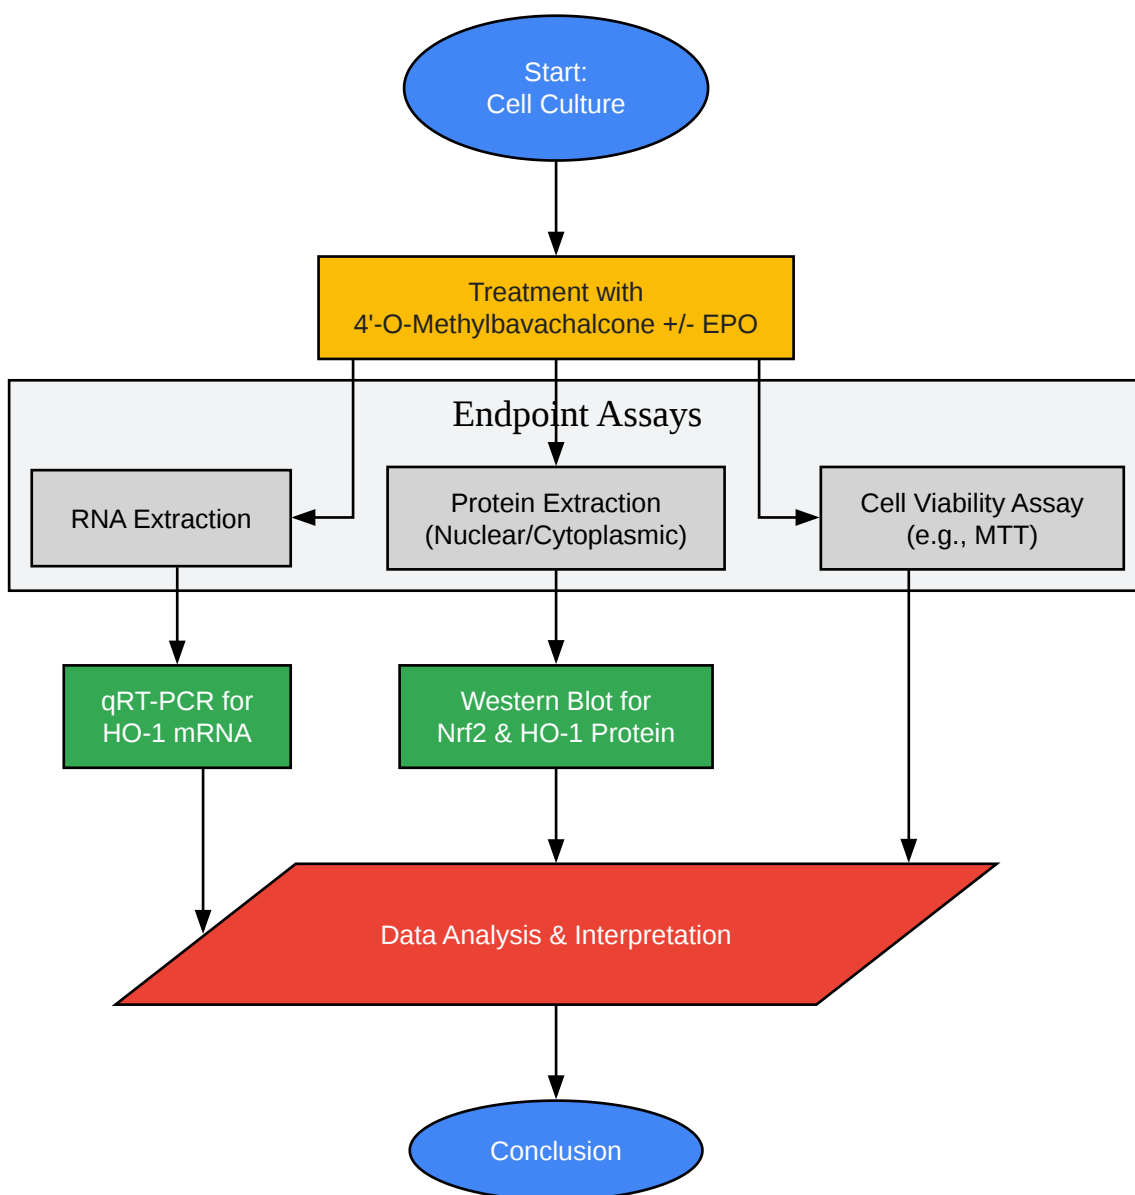 Start:
Cell Culture
Treatment with
4'-O-Methylbavachalcone +/- EPO
Endpoint Assays
RNA Extraction
Protein Extraction
(Nuclear/Cytoplasmic)
Cell Viability Assay
(e.g., MTT)
qRT-PCR for
HO-1 mRNA
Western Blot for
Nrf2 & HO-1 Protein
Data Analysis & Interpretation
Conclusion